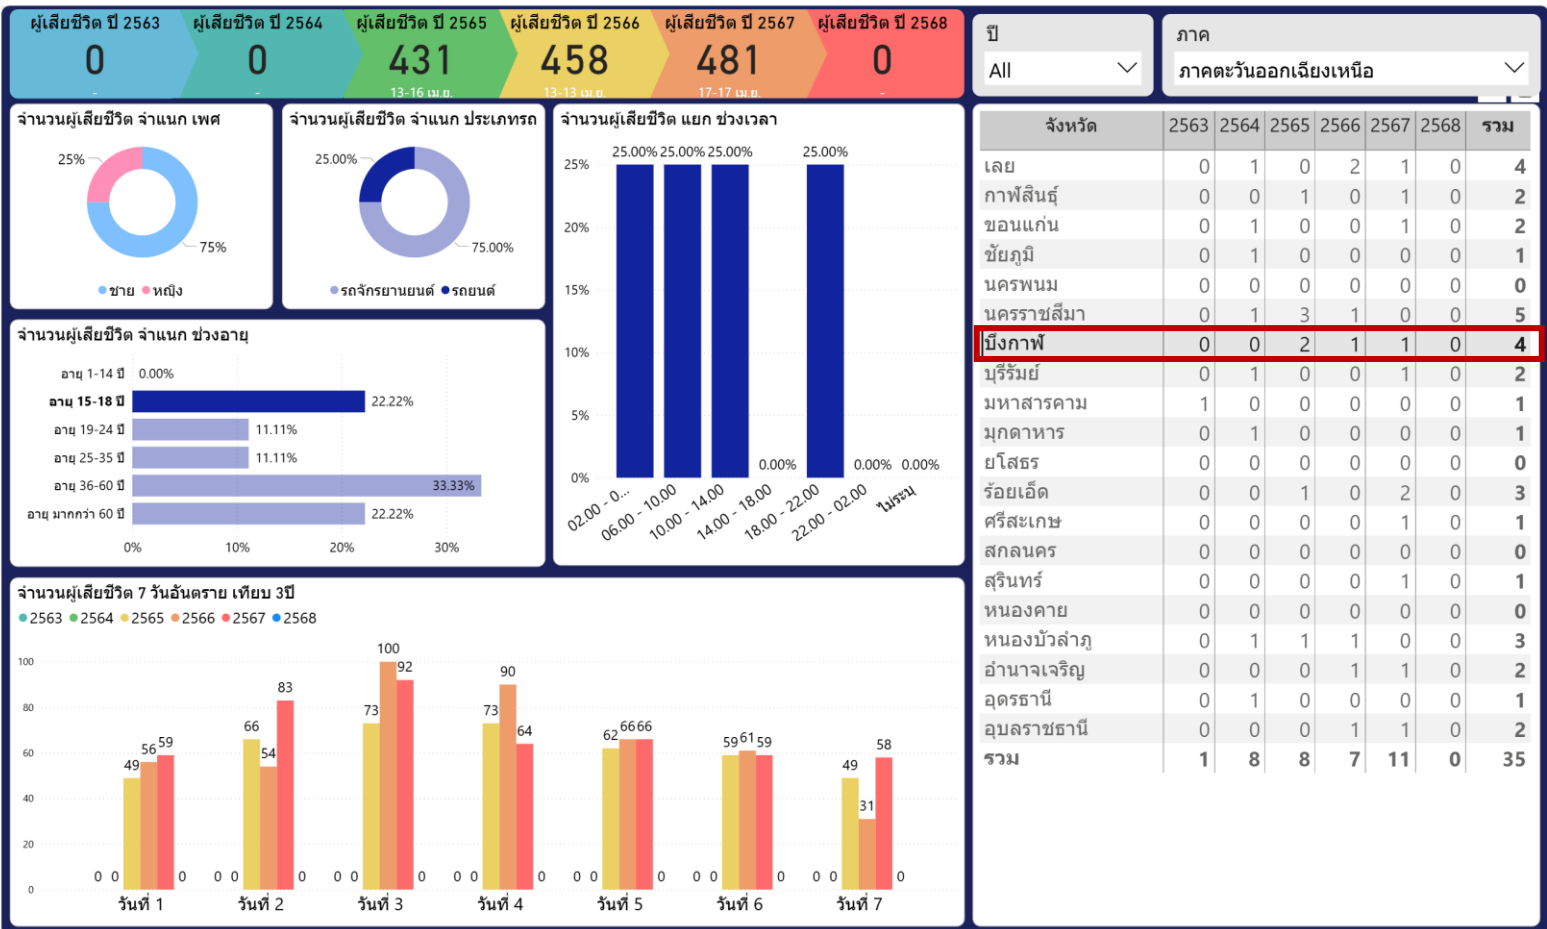 ผู้เสียชีวิต ปี 2563 ผู้เสียชีวิต ปี 2564 ผู้เสียชีวิต ปี 2565 ผู้เสียชีวิต ปี 2566 ผู้เสียชีวิต ปี 2567 ผู้เสียชีวิต ปี 2568
0 0 431 458 481 0
- - 13-16 เม.ย. 13-13 เม.ย. 17-17 เม.ย. -
ปี
All
ภาค
ภาคตะวันออกเฉียงเหนือ
จำนวนผู้เสียชีวิต จำแนก เพศ
25%
75%
ชาย หญิง
จำนวนผู้เสียชีวิต จำแนก ประเภทรถ
25.00%
75.00%
รถจักรยานยนต์ รถยนต์
จำนวนผู้เสียชีวิต แยก ช่วงเวลา
25.00% 25.00% 25.00% 25.00%
25%
20%
15%
10%
5%
0.00% 0.00% 0.00%
0%
02.00 - 0... 06.00 - 10.00 10.00 - 14.00 14.00 - 18.00 18.00 - 22.00 22.00 - 02.00 ไม่ระบุ
จำนวนผู้เสียชีวิต จำแนก ช่วงอายุ
อายุ 1-14 ปี 0.00%
อายุ 15-18 ปี 22.22%
อายุ 19-24 ปี 11.11%
อายุ 25-35 ปี 11.11%
อายุ 36-60 ปี 33.33%
อายุ มากกว่า 60 ปี 22.22%
0% 10% 20% 30%
จำนวนผู้เสียชีวิต 7 วันอันตราย เทียบ 3ปี
2563 2564 2565 2566 2567 2568
100
80
60
40
20
0
0 0 49 56 59 0
0 0 66 54 83 0
0 0 73 100 92 0
0 0 73 90 64 0
0 0 62 66 66 0
0 0 59 61 59 0
0 0 49 31 58 0
วันที่ 1 วันที่ 2 วันที่ 3 วันที่ 4 วันที่ 5 วันที่ 6 วันที่ 7
จังหวัด 2563 2564 2565 2566 2567 2568 รวม
เลย 0 1 0 2 1 0 4
กาฬสินธุ์ 0 0 1 0 1 0 2
ขอนแก่น 0 1 0 0 1 0 2
ชัยภูมิ 0 1 0 0 0 0 1
นครพนม 0 0 0 0 0 0 0
นครราชสีมา 0 1 3 1 0 0 5
บึงกาฬ 0 0 2 1 1 0 4
บุรีรัมย์ 0 1 0 0 1 0 2
มหาสารคาม 1 0 0 0 0 0 1
มุกดาหาร 0 1 0 0 0 0 1
ยโสธร 0 0 0 0 0 0 0
ร้อยเอ็ด 0 0 1 0 2 0 3
ศรีสะเกษ 0 0 0 0 1 0 1
สกลนคร 0 0 0 0 0 0 0
สุรินทร์ 0 0 0 0 1 0 1
หนองคาย 0 0 0 0 0 0 0
หนองบัวลำภู 0 1 1 1 0 0 3
อำนาจเจริญ 0 0 0 1 1 0 2
อุดรธานี 0 1 0 0 0 0 1
อุบลราชธานี 0 0 0 1 1 0 2
รวม 1 8 8 7 11 0 35